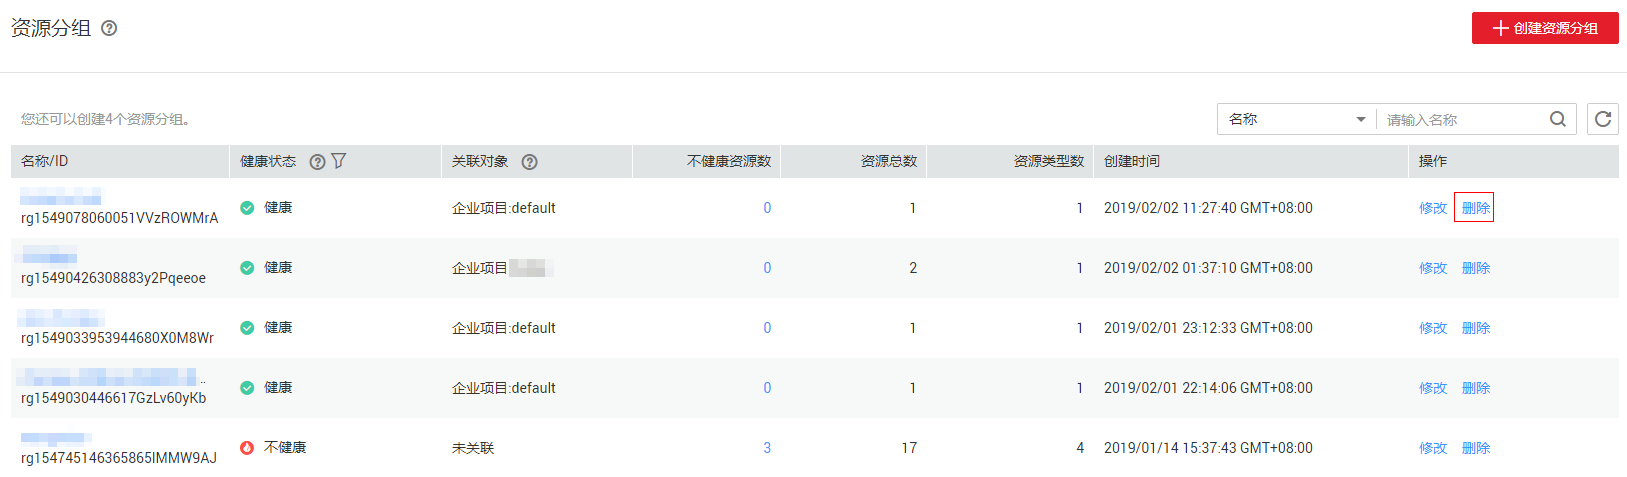 资源分组
创建资源分组
您还可以创建4个资源分组。
名称 请输入名称
名称/ID 健康状态 关联对象 不健康资源数 资源总数 资源类型数 创建时间 操作
rg1549078060051VVzROWMrA 健康 企业项目:default 0 1 1 2019/02/02 11:27:40 GMT+08:00 修改 删除
rg15490426308883y2Pqeeoe 健康 企业项目 0 2 1 2019/02/02 01:37:10 GMT+08:00 修改 删除
rg1549033953944680X0M8Wr 健康 企业项目:default 0 1 1 2019/02/01 23:12:33 GMT+08:00 修改 删除
..
rg1549030446617GzLv60yKb 健康 企业项目:default 0 1 1 2019/02/01 22:14:06 GMT+08:00 修改 删除
rg154745146365865IMMW9AJ 不健康 未关联 3 17 4 2019/01/14 15:37:43 GMT+08:00 修改 删除